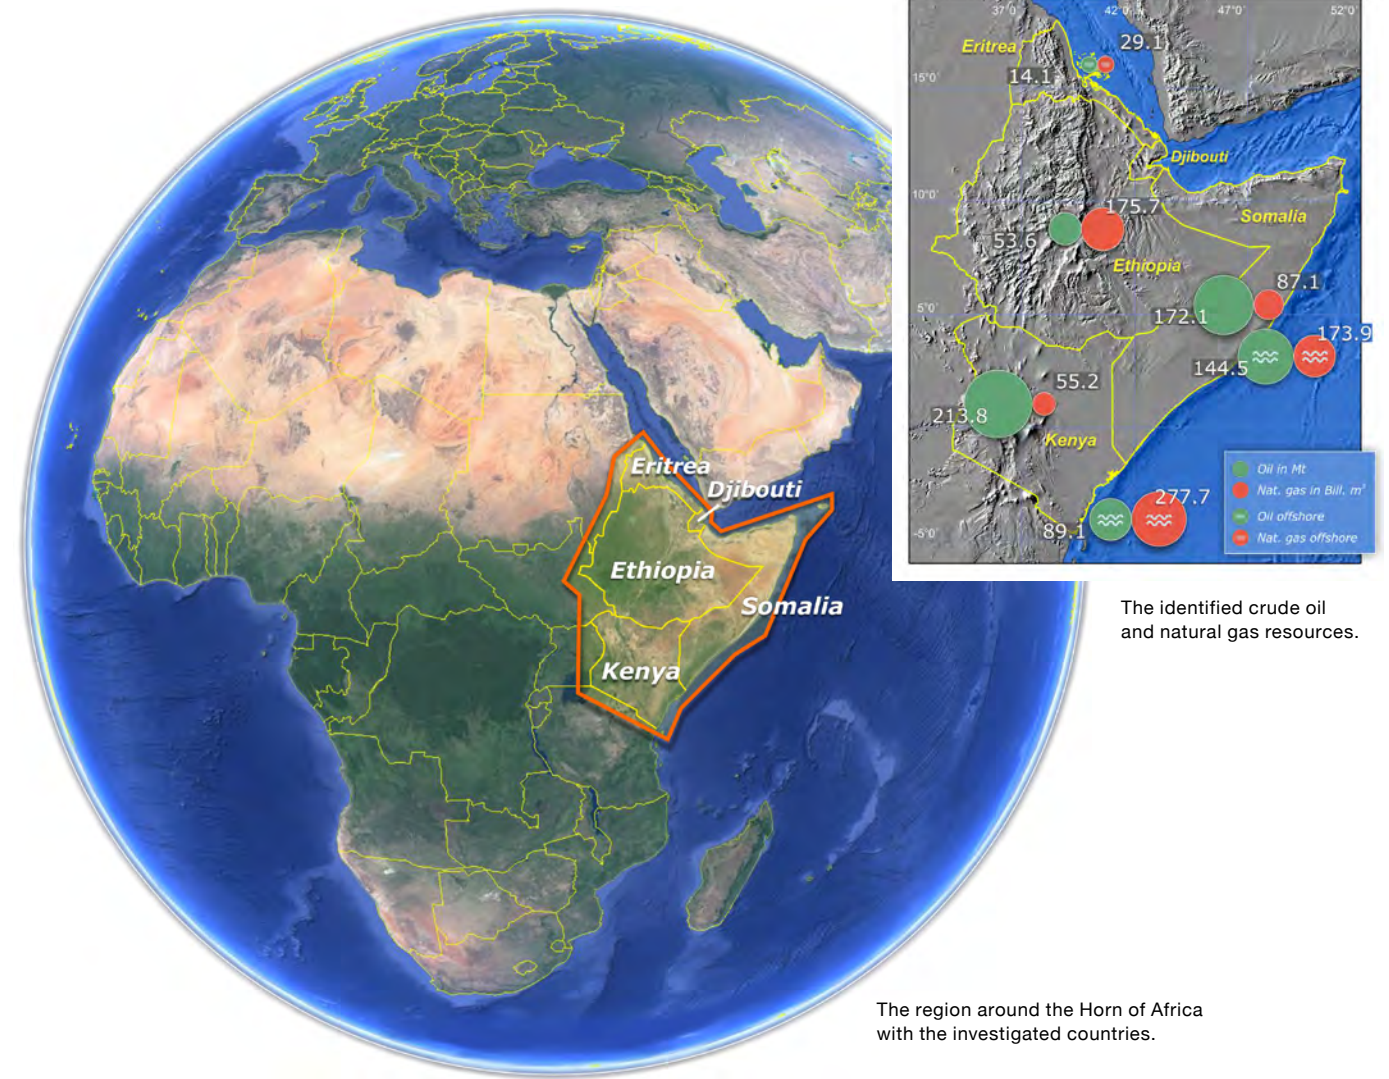 37°0'
42°0'
47°0'
52°0'
Eritrea
29.1
15°0'
14.1
Djibouti
10°0'
175.7
Somalia
53.6
Ethiopia
87.1
5°0'
172.1
173.9
144.5
55.2
213.8
Kenya
Oil in Mt
Nat. gas in Bill. m³
277.7
Oil offshore
89.1
-5°0'
Nat. gas offshore
Eritrea
Djibouti
Ethiopia
Somalia
Kenya
The identified crude oil
and natural gas resources.
The region around the Horn of Africa
with the investigated countries.